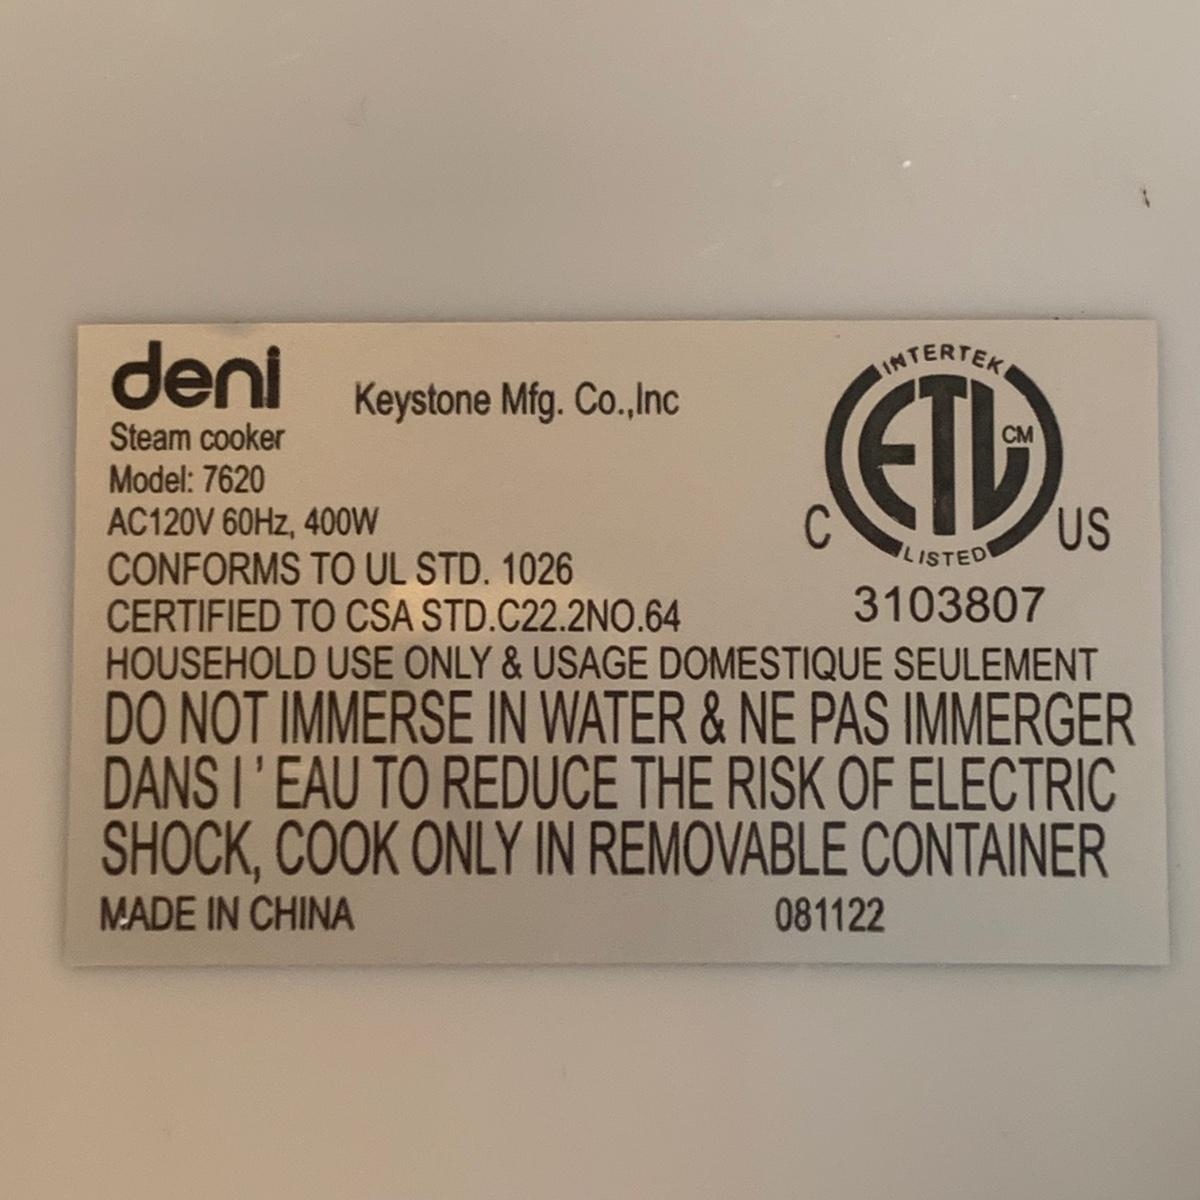 deni
Keystone Mfg. Co.,Inc
Steam cooker
Model: 7620
AC120V 60Hz, 400W
CONFORMS TO UL STD. 1026
CERTIFIED TO CSA STD.C22.2NO.64
INTERTEK
ETL CM
C US
LISTED
3103807
HOUSEHOLD USE ONLY & USAGE DOMESTIQUE SEULEMENT
DO NOT IMMERSE IN WATER & NE PAS IMMERGER
DANS I ' EAU TO REDUCE THE RISK OF ELECTRIC
SHOCK, COOK ONLY IN REMOVABLE CONTAINER
MADE IN CHINA
081122